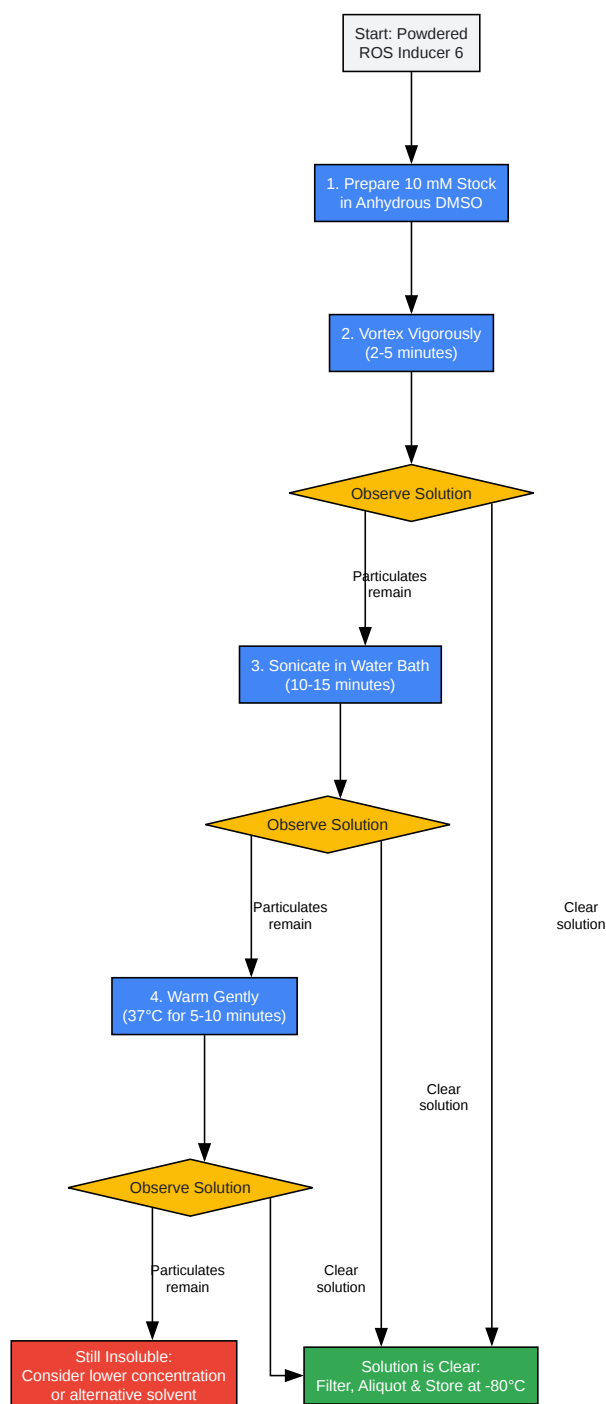 Start: Powdered
ROS Inducer 6
1. Prepare 10 mM Stock
in Anhydrous DMSO
2. Vortex Vigorously
(2-5 minutes)
Observe Solution
Particulates
remain
3. Sonicate in Water Bath
(10-15 minutes)
Observe Solution
Particulates
remain
Clear
solution
4. Warm Gently
(37°C for 5-10 minutes)
Clear
solution
Observe Solution
Particulates
remain
Clear
solution
Still Insoluble:
Consider lower concentration
or alternative solvent
Solution is Clear:
Filter, Aliquot & Store at -80°C